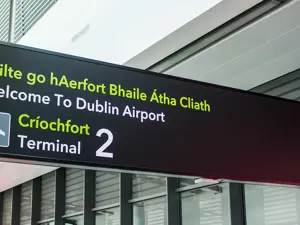 ilte go hAerfort Bhaile Átha Cliath
elcome To Dublin Airport
Críochfort
Terminal 2